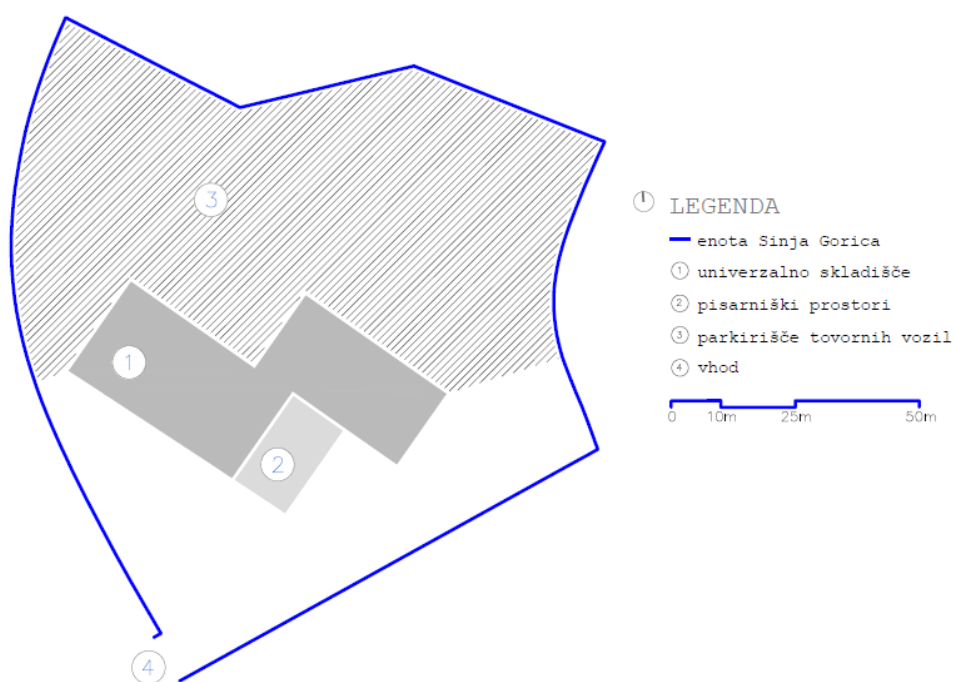 3
1
2
4
LEGENDA
enota Sinja Gorica
1 univerzalno skladišče
2 pisarniški prostori
3 parkirišče tovornih vozil
4 vhod
0 10m 25m 50m